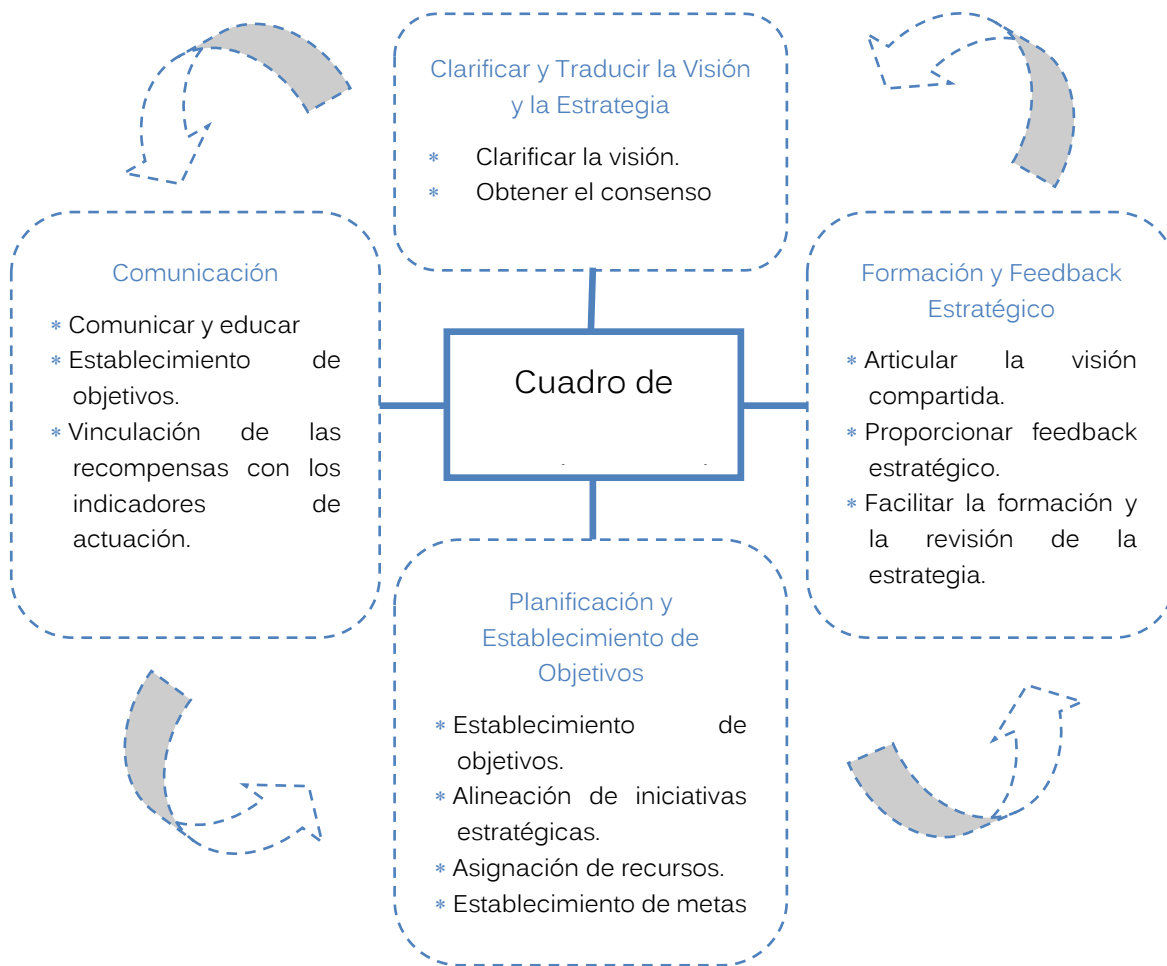 Clarificar y Traducir la Visión
y la Estrategia
* Clarificar la visión.
* Obtener el consenso
Comunicación
* Comunicar y educar
* Establecimiento de
objetivos.
* Vinculación de las
recompensas con los
indicadores de
actuación.
Cuadro de
Formación y Feedback
Estratégico
* Articular la visión
compartida.
* Proporcionar feedback
estratégico.
* Facilitar la formación y
la revisión de la
estrategia.
Planificación y
Establecimiento de
Objetivos
* Establecimiento de
objetivos.
* Alineación de iniciativas
estratégicas.
* Asignación de recursos.
* Establecimiento de metas